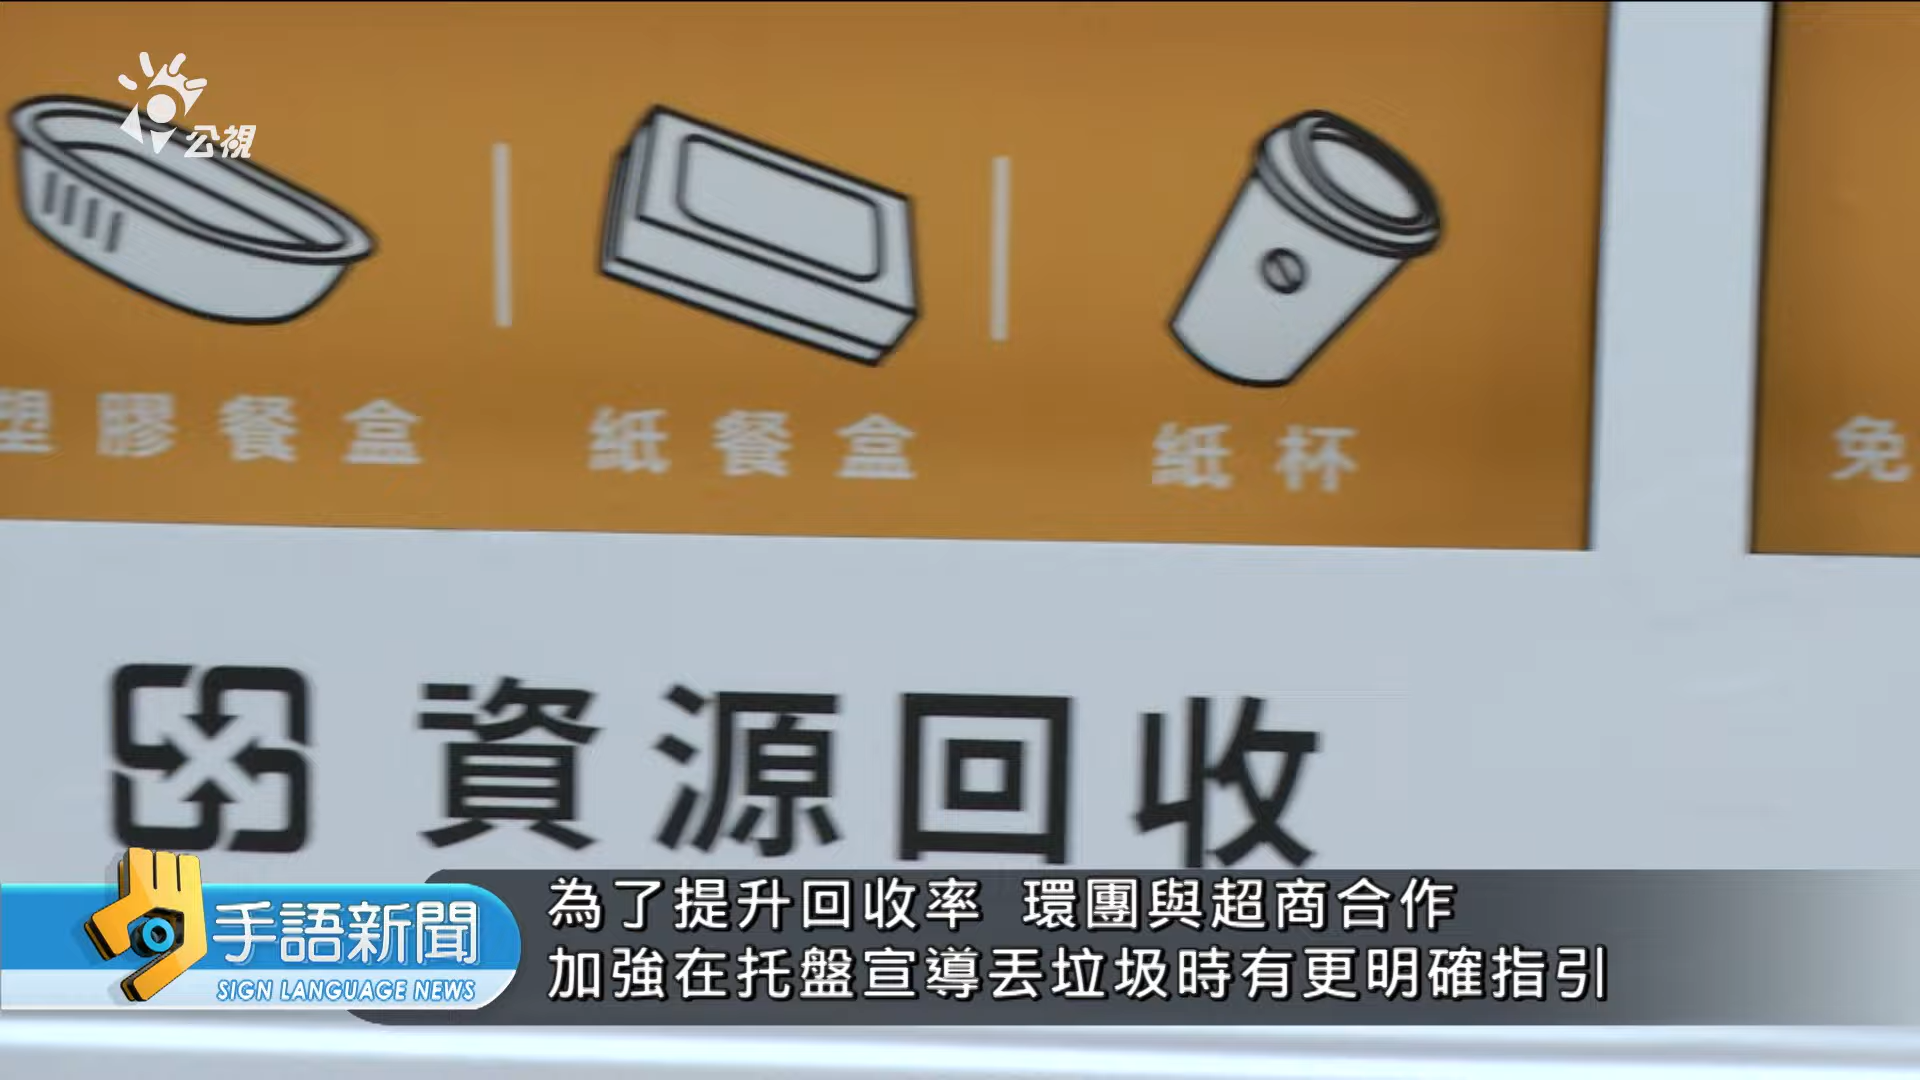 公視
塑膠餐盒
紙餐盒
紙杯
免
資源回收
手語新聞
SIGN LANGUAGE NEWS
為了提升回收率 環團與超商合作
加強在托盤宣導丟垃圾時有更明確指引